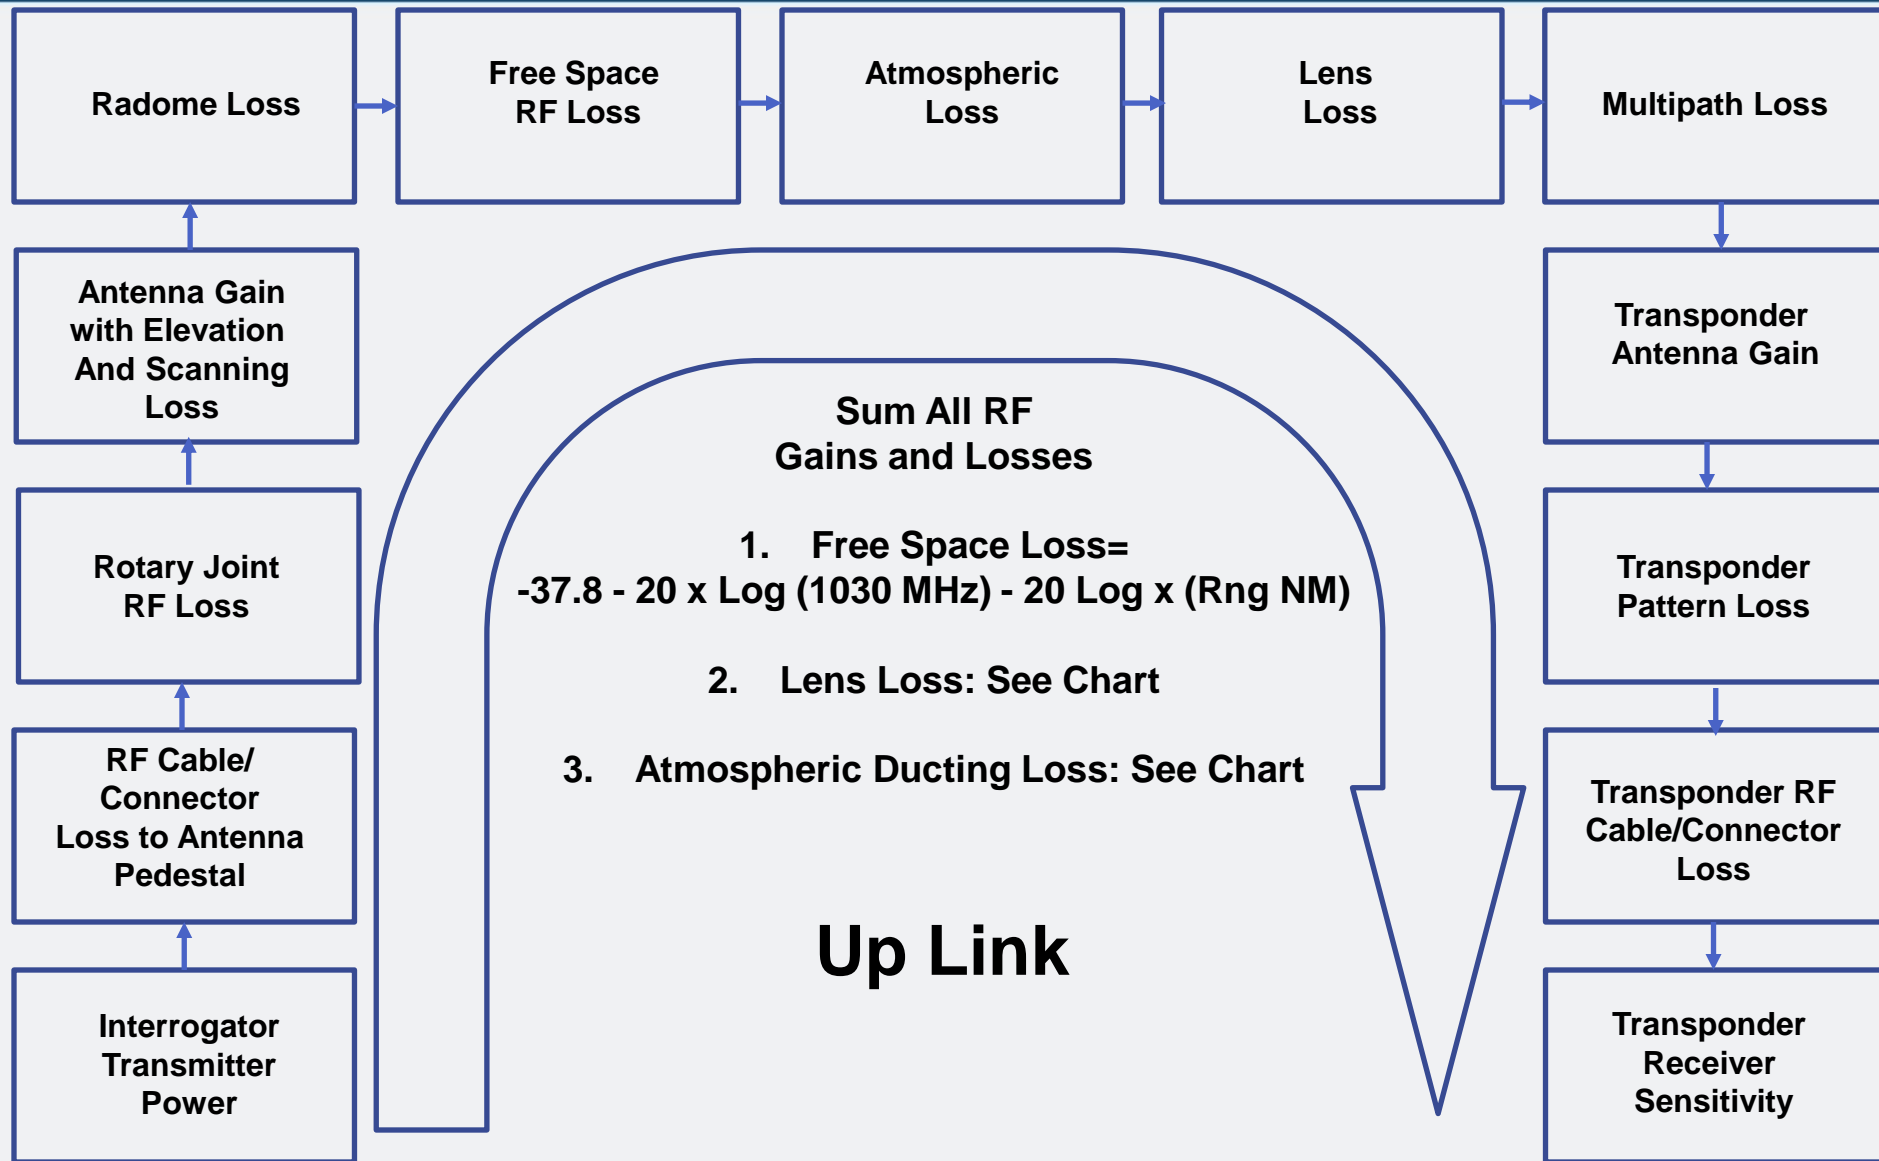 Radome Loss
Free Space
RF Loss
Atmospheric
Loss
Lens
Loss
Multipath Loss
Antenna Gain
with Elevation
And Scanning
Loss
Transponder
Antenna Gain
Sum All RF
Gains and Losses
1. Free Space Loss=
-37.8 - 20 x Log (1030 MHz) - 20 Log x (Rng NM)
2. Lens Loss: See Chart
3. Atmospheric Ducting Loss: See Chart
Rotary Joint
RF Loss
Transponder
Pattern Loss
RF Cable/
Connector
Loss to Antenna
Pedestal
Transponder RF
Cable/Connector
Loss
Up Link
Interrogator
Transmitter
Power
Transponder
Receiver
Sensitivity